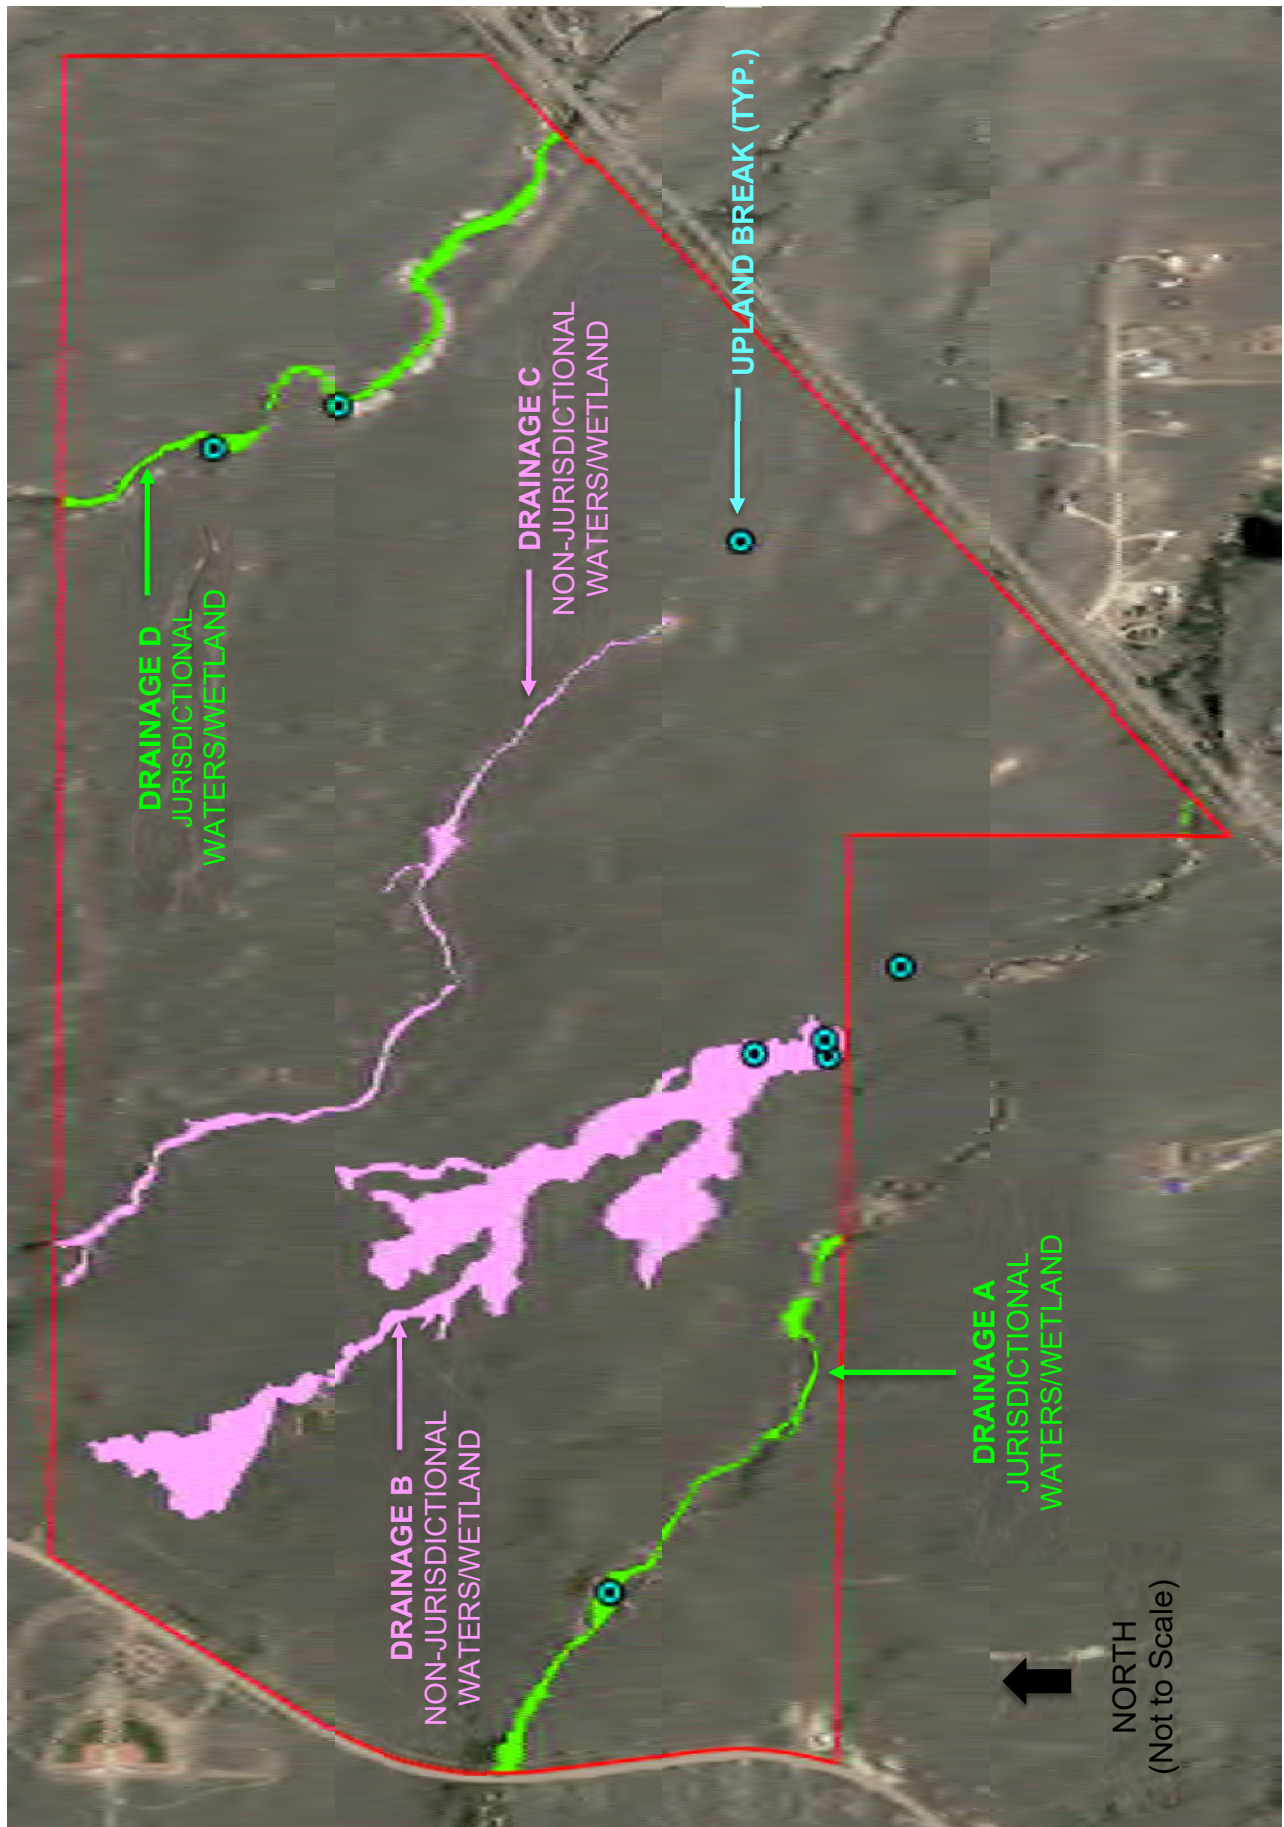 DRAINAGE D
JURISDICTIONAL
WATERS/WETLAND
DRAINAGE B
NON-JURISDICTIONAL
WATERS/WETLAND
DRAINAGE C
NON-JURISDICTIONAL
WATERS/WETLAND
UPLAND BREAK (TYP.)
DRAINAGE A
JURISDICTIONAL
WATERS/WETLAND
NORTH
(Not to Scale)